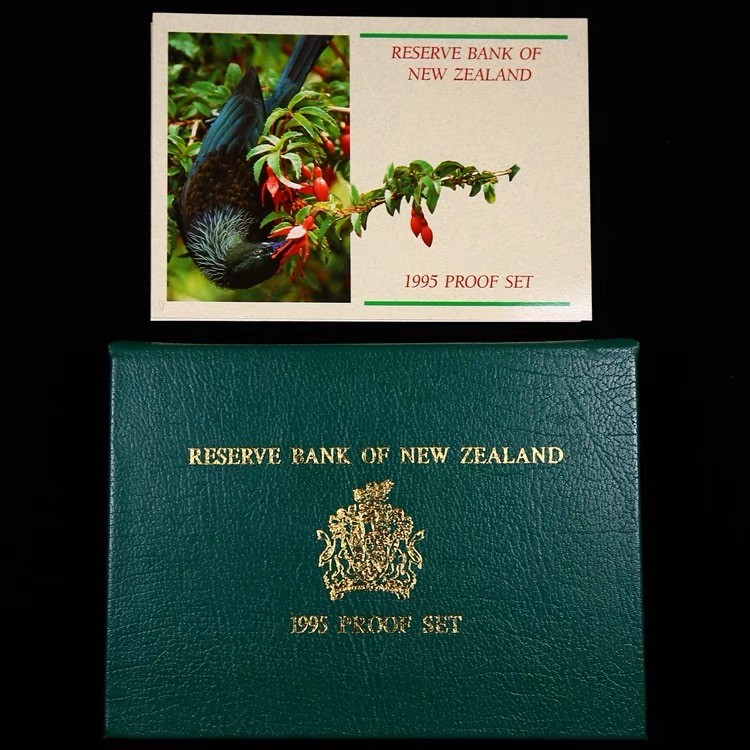 RESERVE BANK OF
NEW ZEALAND
1995 PROOF SET
RESERVE BANK OF NEW ZEALAND
1995 PROOF SET